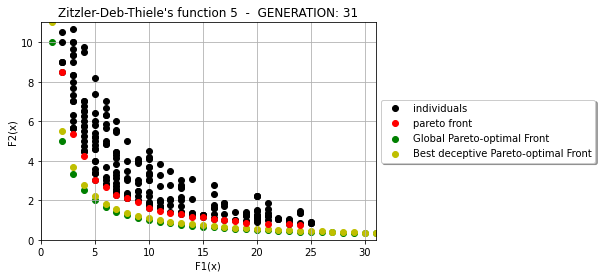 Zitzler-Deb-Thiele's function 5  -  GENERATION: 31
F2(x)
10
8
6
4
2
0
0 5 10 15 20 25 30
F1(x)
individuals
pareto front
Global Pareto-optimal Front
Best deceptive Pareto-optimal Front